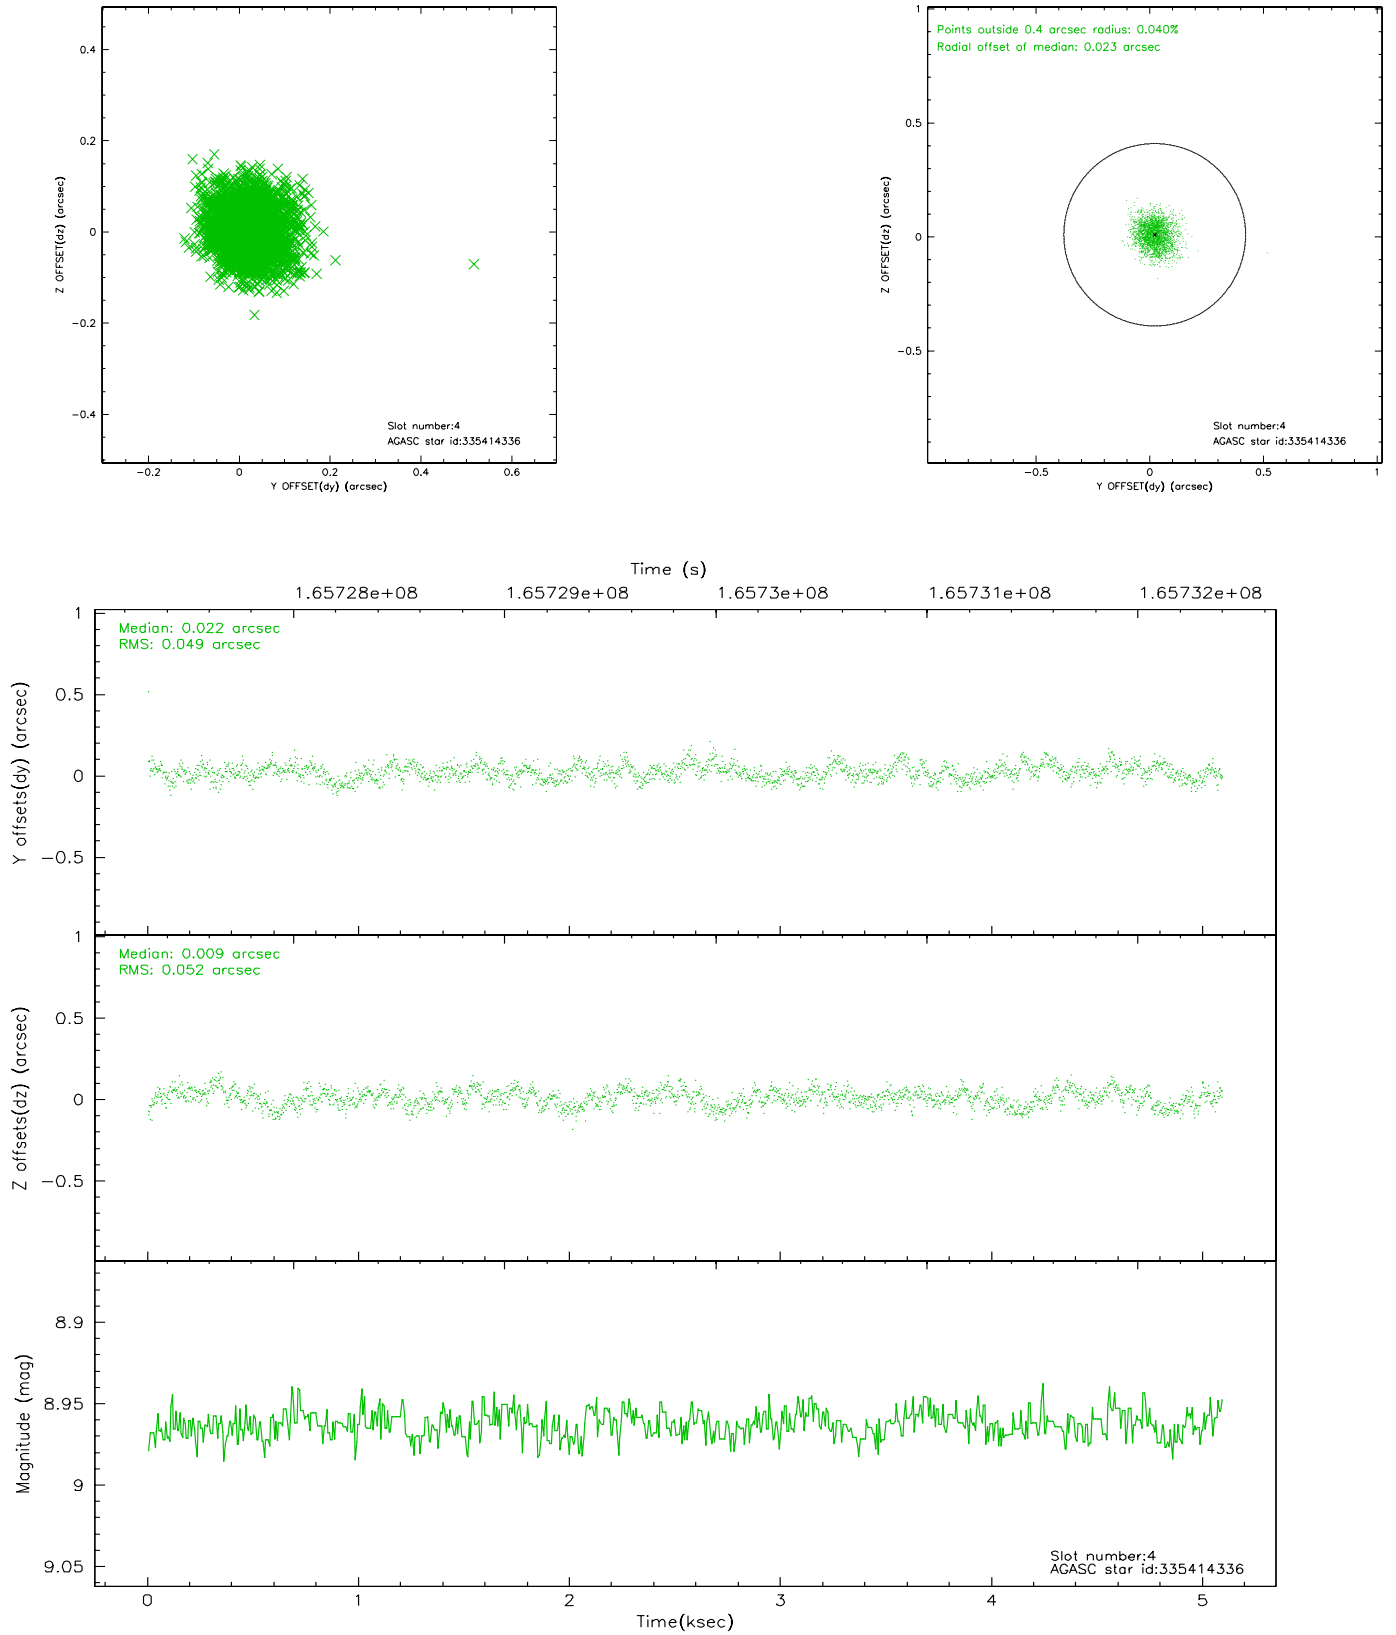 0.4
0.2
0
-0.2
-0.4
Z OFFSET(dz) (arcsec)
Slot number:4
AGASC star id:335414336
-0.2 0 0.2 0.4 0.6
Y OFFSET(dy) (arcsec)
Points outside 0.4 arcsec radius: 0.040%
Radial offset of median: 0.023 arcsec
1
0.5
0
-0.5
Z OFFSET(dz) (arcsec)
Slot number:4
AGASC star id:335414336
-0.5 0 0.5 1
Y OFFSET(dy) (arcsec)
Time (s)
1.65728e+08 1.65729e+08 1.6573e+08 1.65731e+08 1.65732e+08
Median: 0.022 arcsec
RMS: 0.049 arcsec
1
0.5
0
-0.5
Y offsets(dy) (arcsec)
Median: 0.009 arcsec
RMS: 0.052 arcsec
1
0.5
0
-0.5
Z offsets(dz) (arcsec)
8.9
8.95
9
9.05
Magnitude (mag)
Slot number:4
AGASC star id:335414336
0 1 2 3 4 5
Time(ksec)